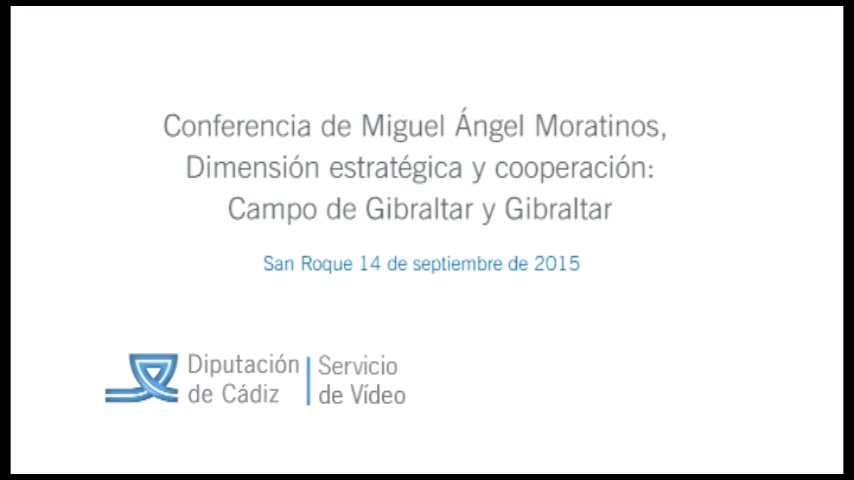 Conferencia de Miguel Ángel Moratinos,
Dimensión estratégica y cooperación:
Campo de Gibraltar y Gibraltar
San Roque 14 de septiembre de 2015
Diputación
de Cádiz
Servicio
de Vídeo